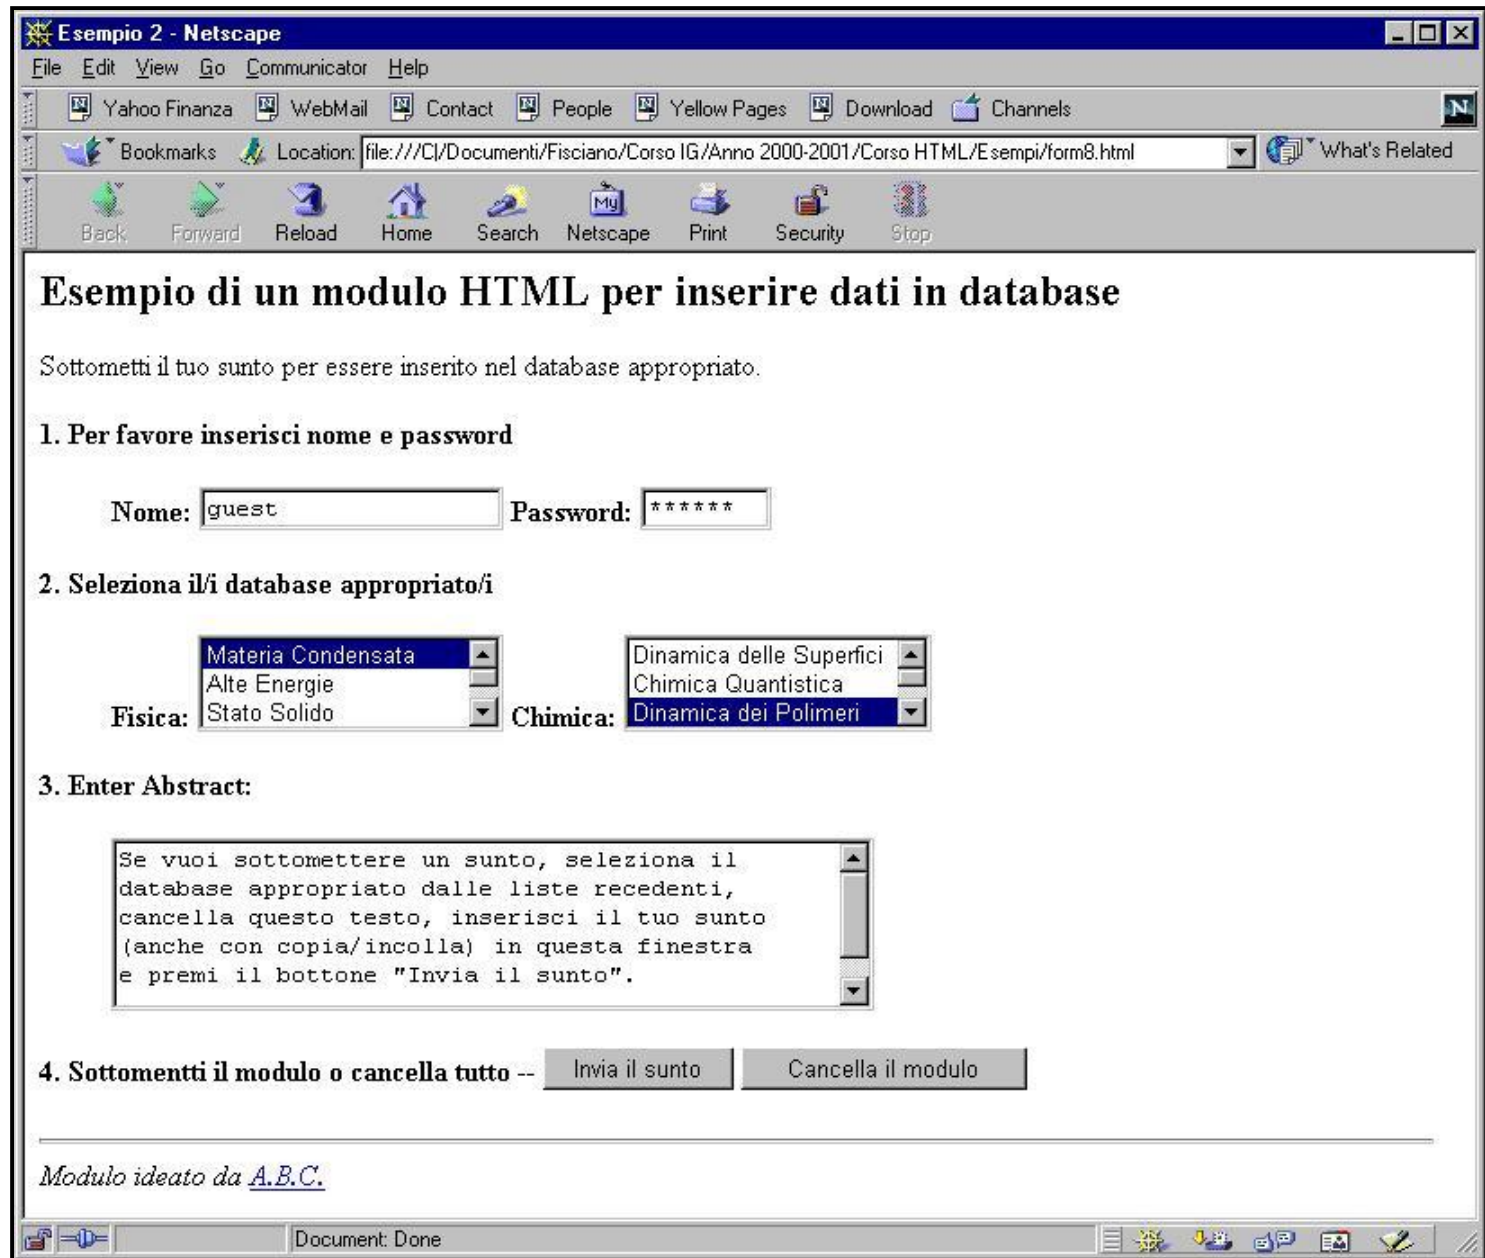 Esempio 2 - Netscape
File Edit View Go Communicator Help
Yahoo Finanza WebMail Contact People Yellow Pages Download Channels
Bookmarks Location: file:///C|/Documenti/Fisciano/Corso IG/Anno 2000-2001/Corso HTML/Esempi/form8.html What's Related
My
Back Forward Reload Home Search Netscape Print Security Stop
Esempio di un modulo HTML per inserire dati in database
Sottometti il tuo sunto per essere inserito nel database appropriato.
1. Per favore inserisci nome e password
Nome: guest Password: ******
2. Seleziona il/i database appropriato/i
Materia Condensata Dinamica delle Superfici
Alte Energie Chimica Quantistica
Fisica: Stato Solido Chimica: Dinamica dei Polimeri
3. Enter Abstract:
Se vuoi sottomettere un sunto, seleziona il
database appropriato dalle liste recedenti,
cancella questo testo, inserisci il tuo sunto
(anche con copia/incolla) in questa finestra
e premi il bottone "Invia il sunto".
4. Sottomentti il modulo o cancella tutto -- Invia il sunto Cancella il modulo
Modulo ideato da A.B.C.
Document: Done